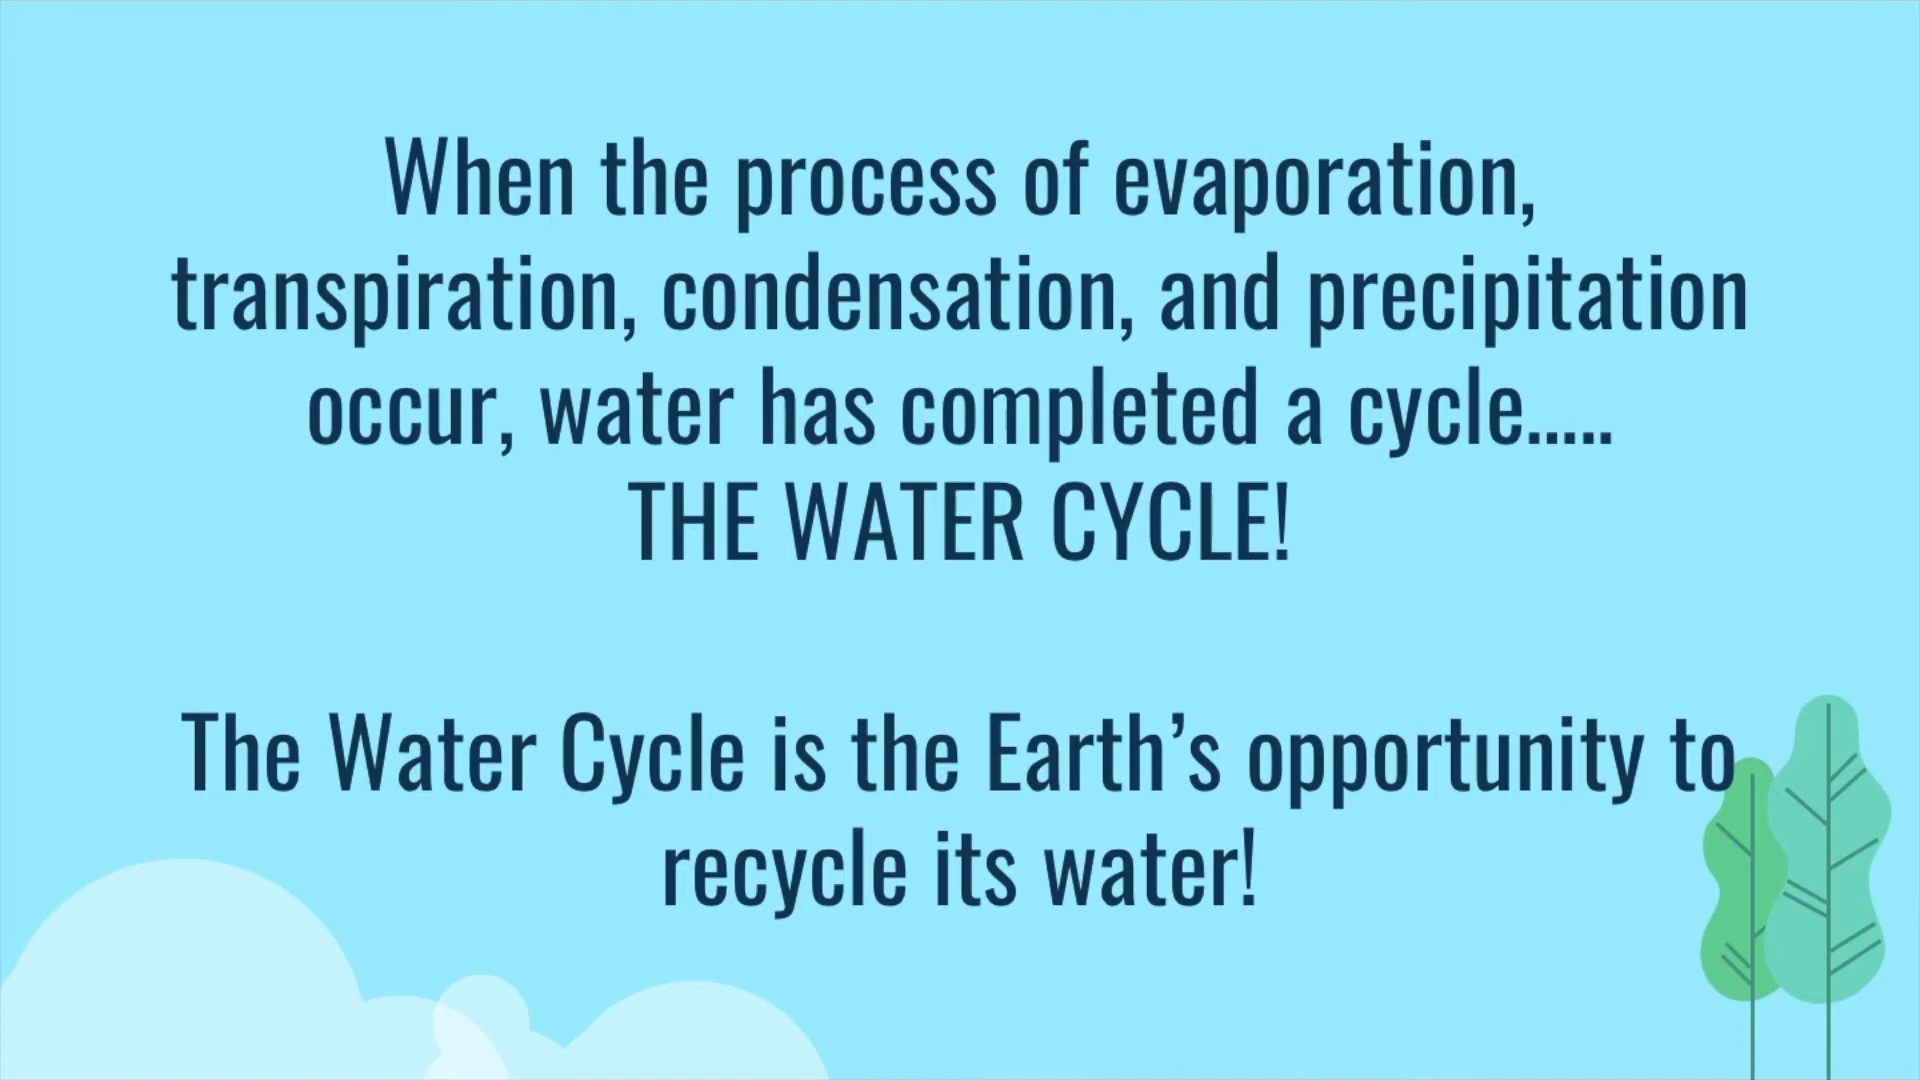 When the process of evaporation,
transpiration, condensation, and precipitation
occur, water has completed a cycle.....
THE WATER CYCLE!
The Water Cycle is the Earth’s opportunity to
recycle its water!